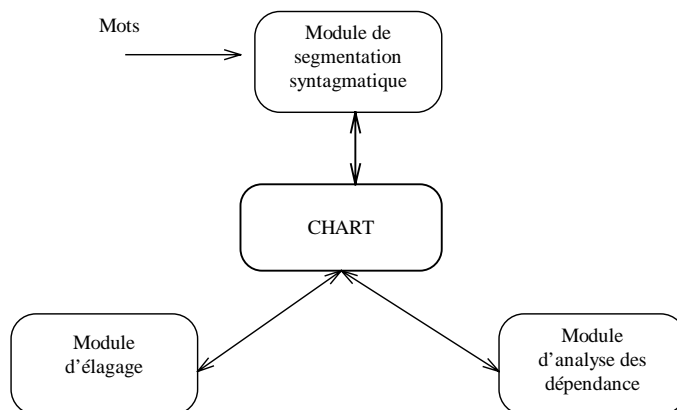 Mots
Module de
segmentation
syntagmatique
CHART
Module
d’élagage
Module
d’analyse des
dépendance